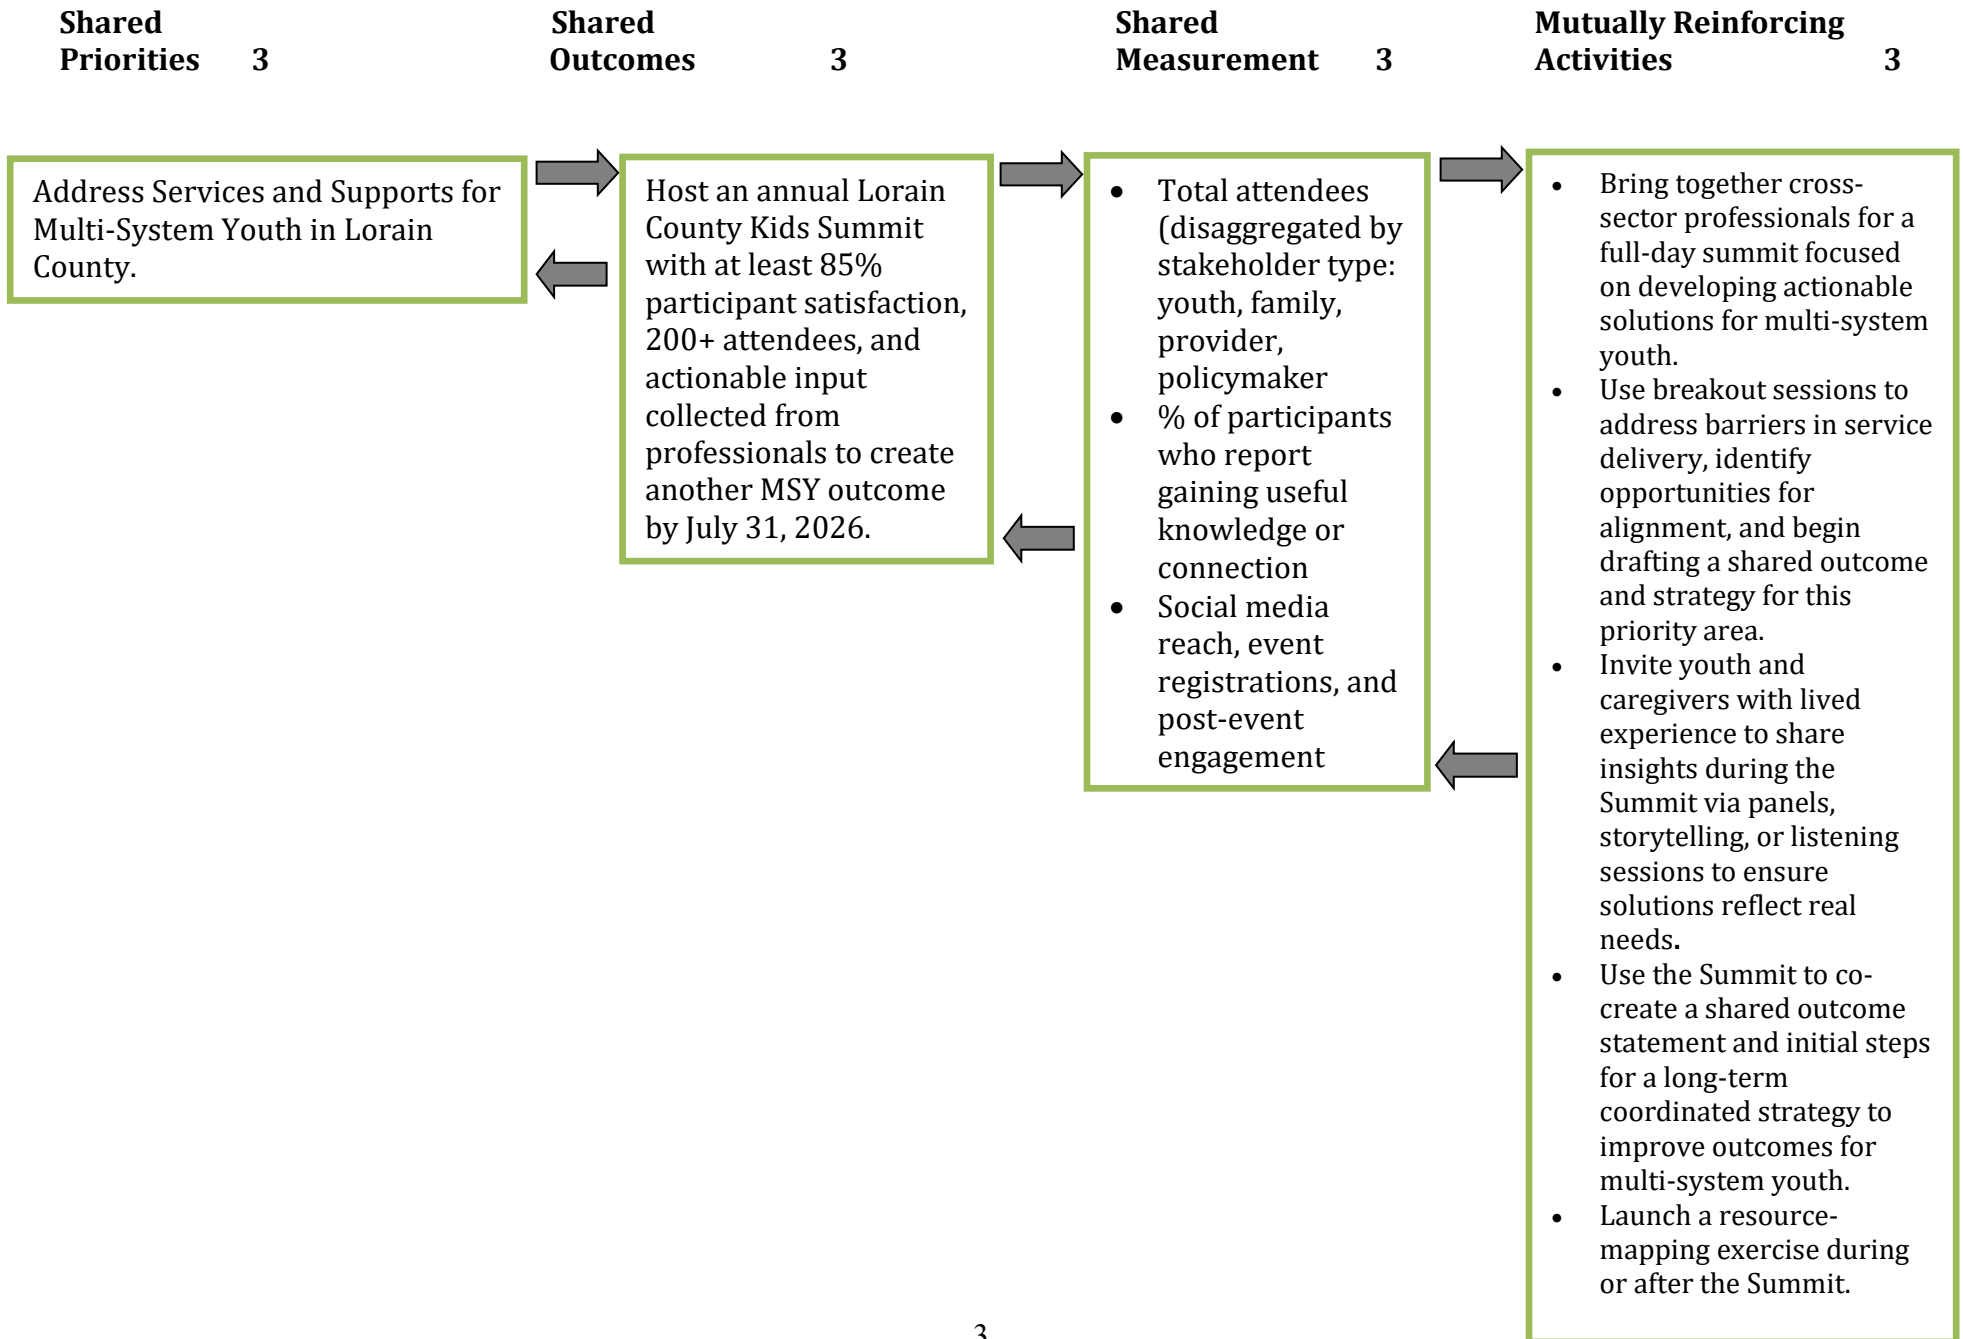 Shared
Priorities 3
Shared
Outcomes 3
Shared
Measurement 3
Mutually Reinforcing
Activities 3
Address Services and Supports for
Multi-System Youth in Lorain
County.
Host an annual Lorain
County Kids Summit
with at least 85%
participant satisfaction,
200+ attendees, and
actionable input
collected from
professionals to create
another MSY outcome
by July 31, 2026.
• Total attendees
(disaggregated by
stakeholder type:
youth, family,
provider,
policymaker
• % of participants
who report
gaining useful
knowledge or
connection
• Social media
reach, event
registrations, and
post-event
engagement
• Bring together cross-
sector professionals for a
full-day summit focused
on developing actionable
solutions for multi-system
youth.
• Use breakout sessions to
address barriers in service
delivery, identify
opportunities for
alignment, and begin
drafting a shared outcome
and strategy for this
priority area.
• Invite youth and
caregivers with lived
experience to share
insights during the
Summit via panels,
storytelling, or listening
sessions to ensure
solutions reflect real
needs.
• Use the Summit to co-
create a shared outcome
statement and initial steps
for a long-term
coordinated strategy to
improve outcomes for
multi-system youth.
• Launch a resource-
mapping exercise during
or after the Summit.
3